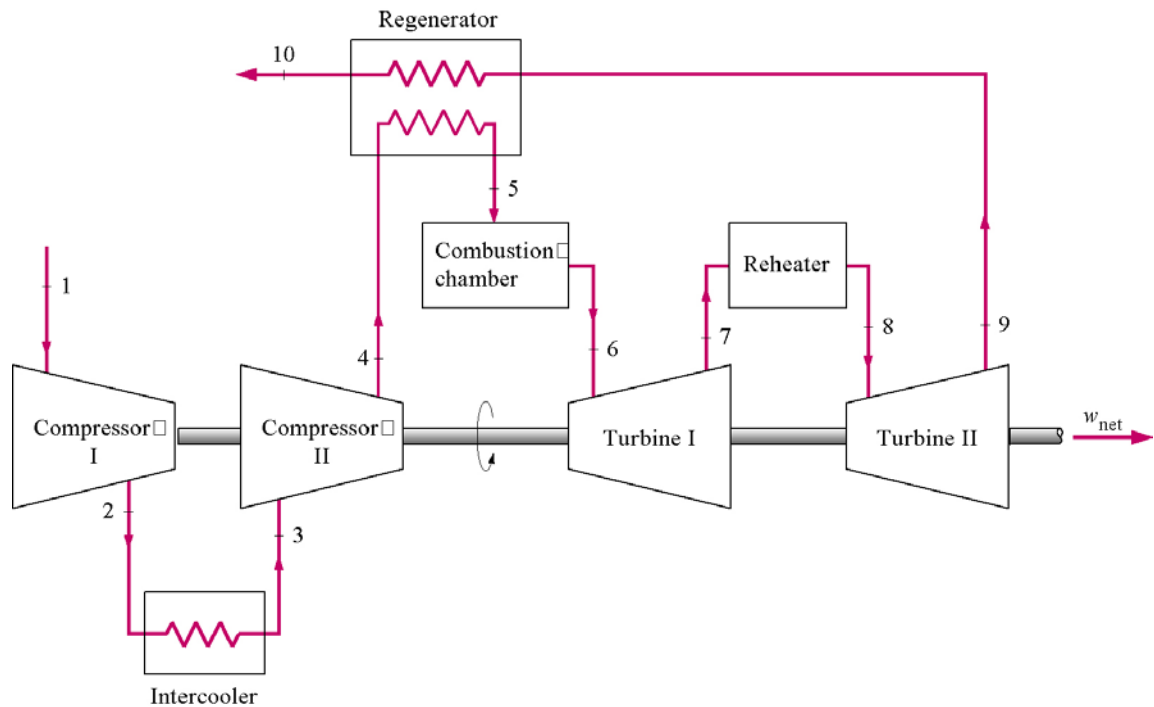 Regenerator
10
5
Combustion
chamber
Reheater
1
4
6
7
8
9
Compressor
I
Compressor
II
Turbine I
Turbine II
w_net
2
3
Intercooler